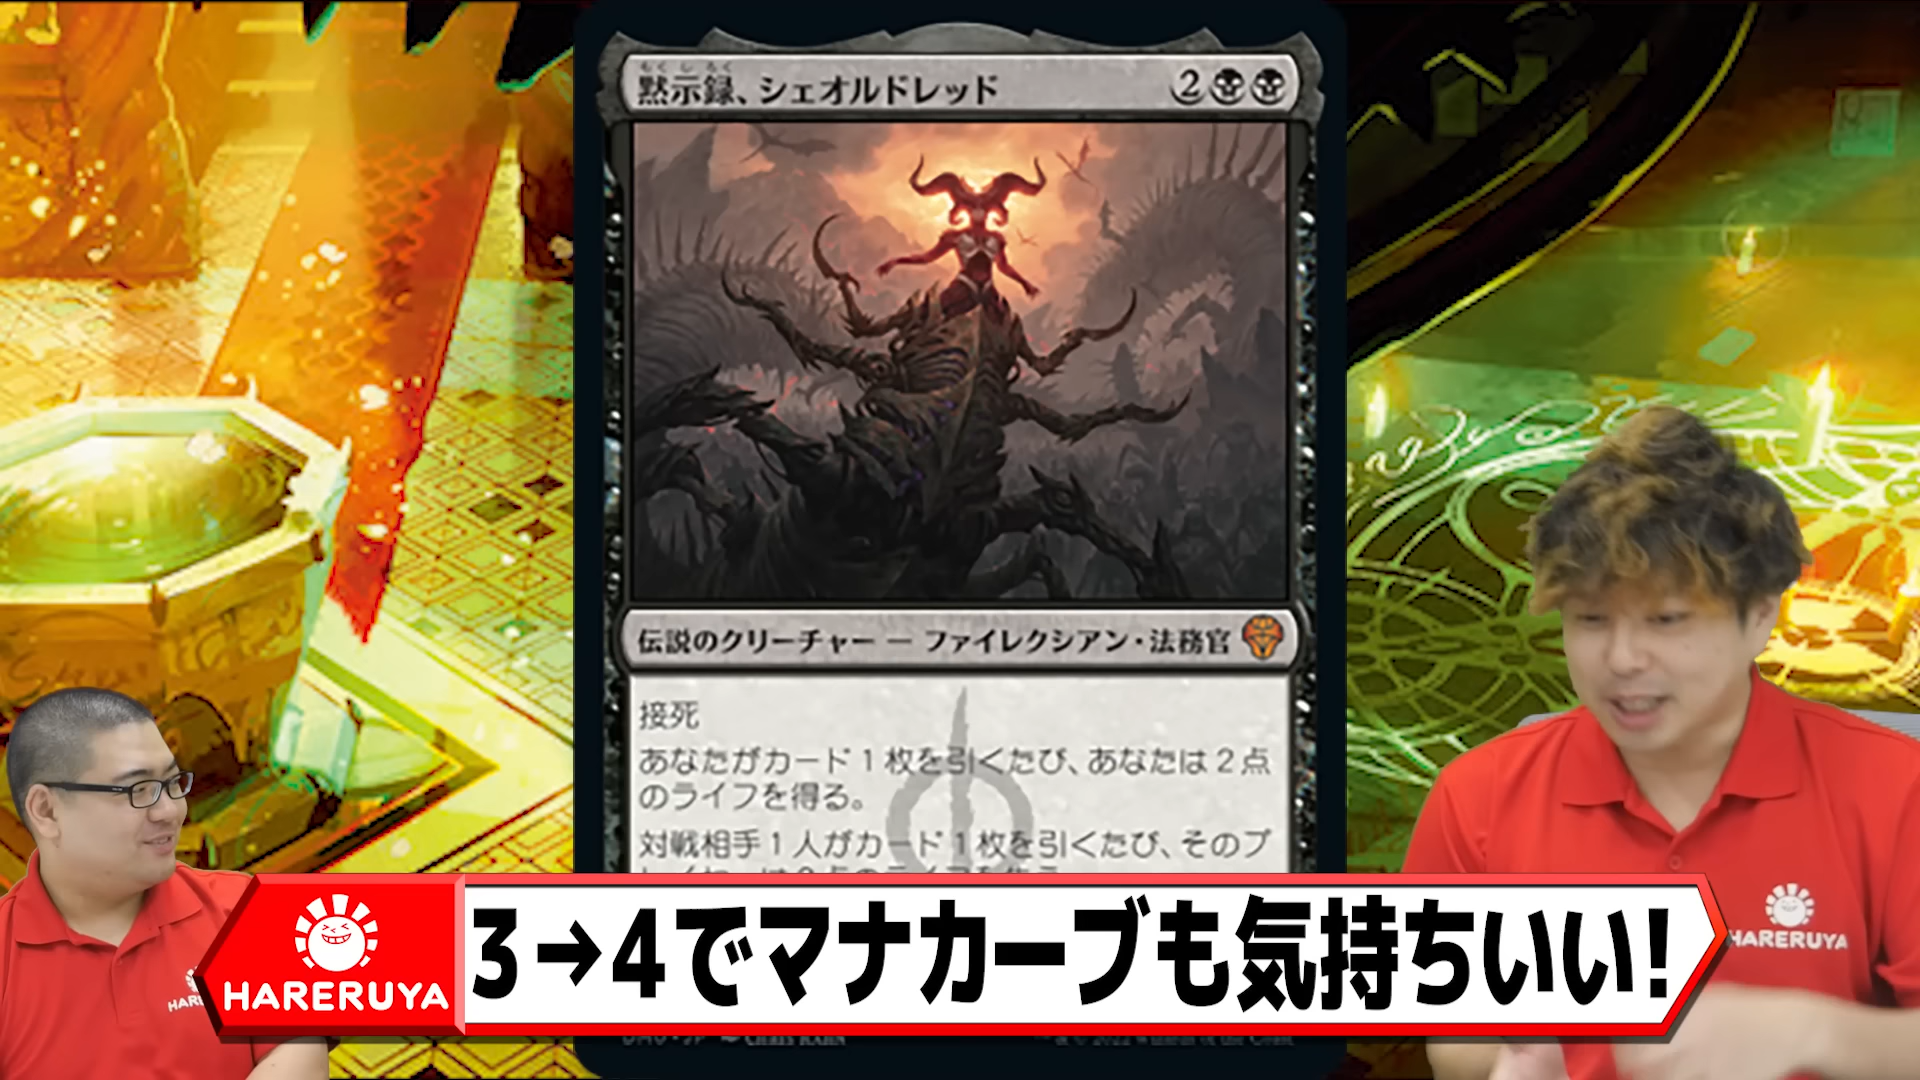 もくしろく
黙示録、シェオルドレッド 2
伝説のクリーチャー — ファイレクシアン・法務官
接死
あなたがカード1枚を引くたび、あなたは2点
のライフを得る。
対戦相手1人がカード1枚を引くたび、そのプ
HARERUYA
3→4でマナカーブも気持ちいい!
HARERUYA